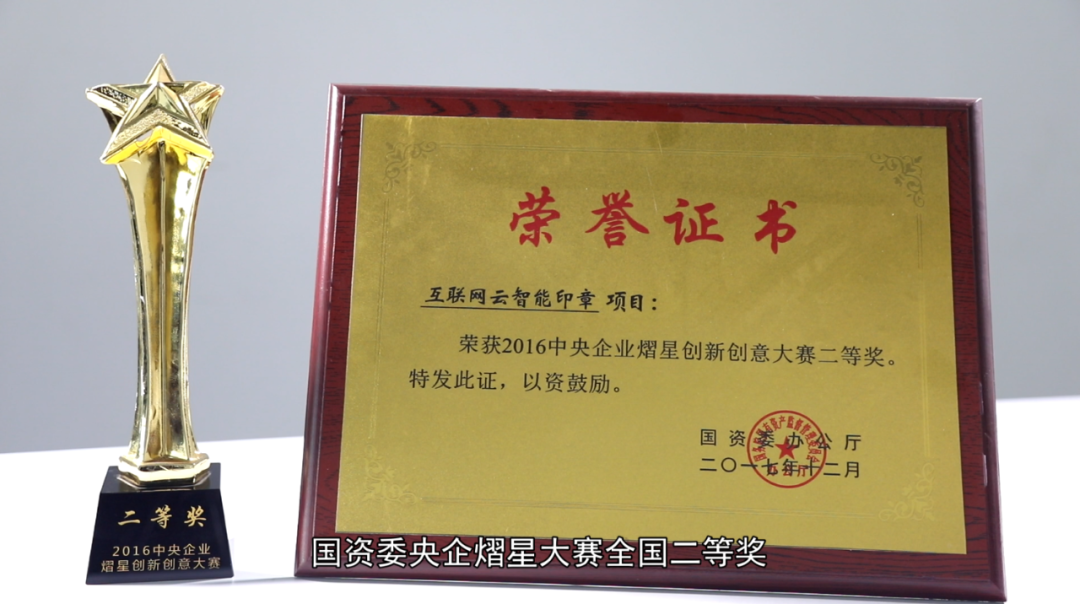 荣誉证书
互联网云智能印章 项目：
荣获2016中央企业熠星创新创意大赛二等奖。
特发此证，以资鼓励。
国资委办公厅
二〇一七年十二月
二等奖
2016中央企业
熠星创新创意大赛
国资委央企熠星大赛全国二等奖